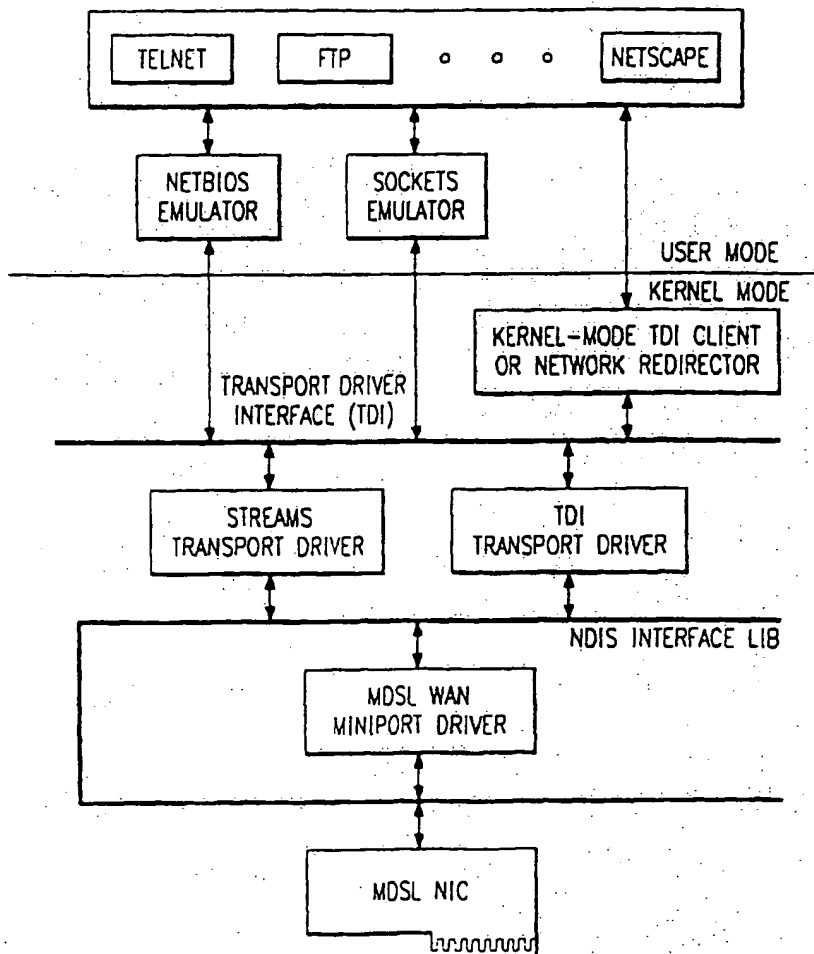 TELNET
FTP
NETSCAPE
NETBIOS
EMULATOR
SOCKETS
EMULATOR
USER MODE
KERNEL MODE
KERNEL-MODE TDI CLIENT
OR NETWORK REDIRECTOR
TRANSPORT DRIVER
INTERFACE (TDI)
STREAMS
TRANSPORT DRIVER
TDI
TRANSPORT DRIVER
NDIS INTERFACE LIB
MDSL WAN
MINIPORT DRIVER
MDSL NIC